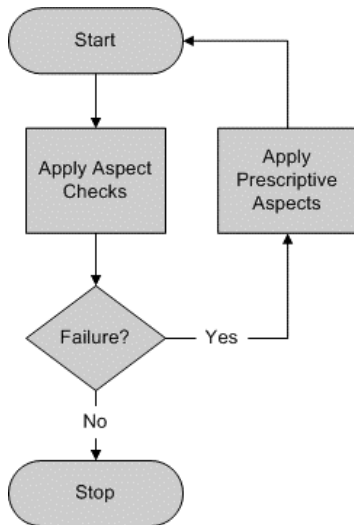 Start
Apply Aspect
Checks
Apply
Prescriptive
Aspects
Failure?
Yes
No
Stop